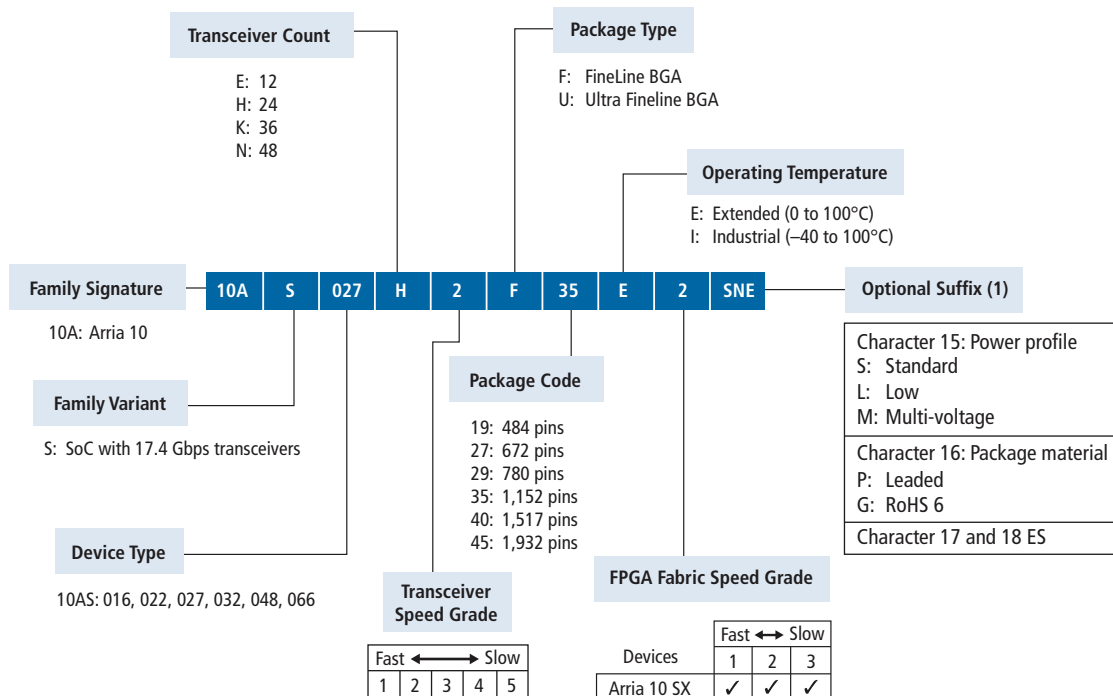 Transceiver Count
E: 12
H: 24
K: 36
N: 48
Package Type
F: FineLine BGA
U: Ultra Fineline BGA
Operating Temperature
E: Extended (0 to 100°C)
I: Industrial (–40 to 100°C)
Family Signature
10A S 027 H 2 F 35 E 2 SNE
Optional Suffix (1)
10A: Arria 10
Character 15: Power profile
S: Standard
L: Low
M: Multi-voltage
Character 16: Package material
P: Leaded
G: RoHS 6
Character 17 and 18 ES
Family Variant
S: SoC with 17.4 Gbps transceivers
Package Code
19: 484 pins
27: 672 pins
29: 780 pins
35: 1,152 pins
40: 1,517 pins
45: 1,932 pins
Device Type
10AS: 016, 022, 027, 032, 048, 066
Transceiver
Speed Grade
Fast ←→ Slow
1 2 3 4 5
FPGA Fabric Speed Grade
Fast ↔ Slow
Devices 1 2 3
Arria 10 SX ✓ ✓ ✓